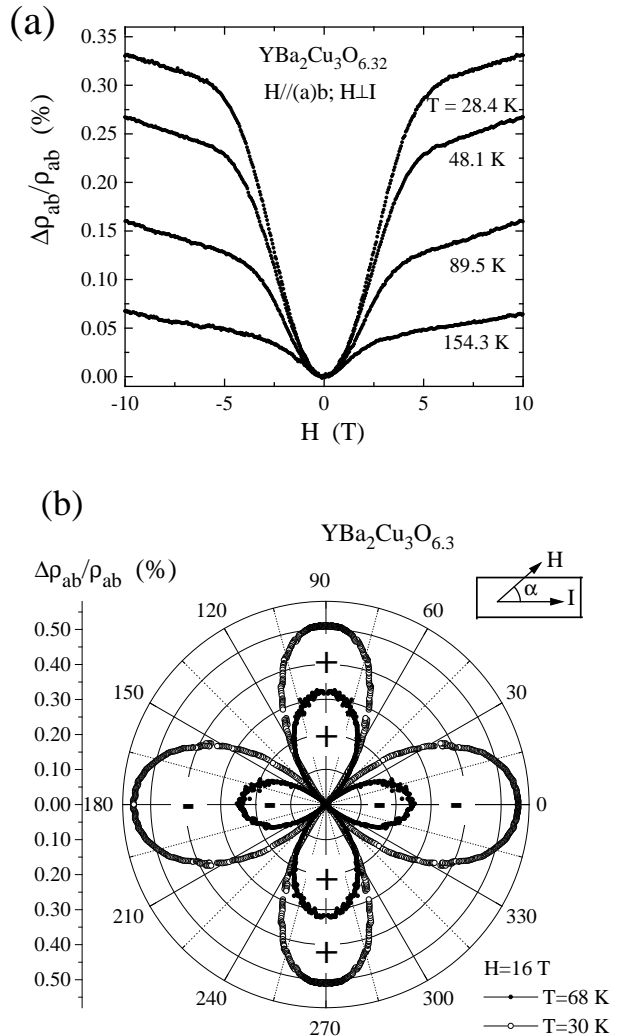 (a)
0.35
0.30
0.25
0.20
0.15
0.10
0.05
0.00
Δρab/ρab (%)
YBa2Cu3O6.32
H//(a)b; H⊥I
T = 28.4 K
48.1 K
89.5 K
154.3 K
-10 -5 0 5 10
H (T)
(b)
YBa2Cu3O6.3
Δρab/ρab (%)
H
α
I
90
120 60
150 30
180 0
210 330
240 300
270
0.50
0.40
0.30
0.20
0.10
0.00
0.10
0.20
0.30
0.40
0.50
+
+
- - - -
+
+
H=16 T
T=68 K
T=30 K